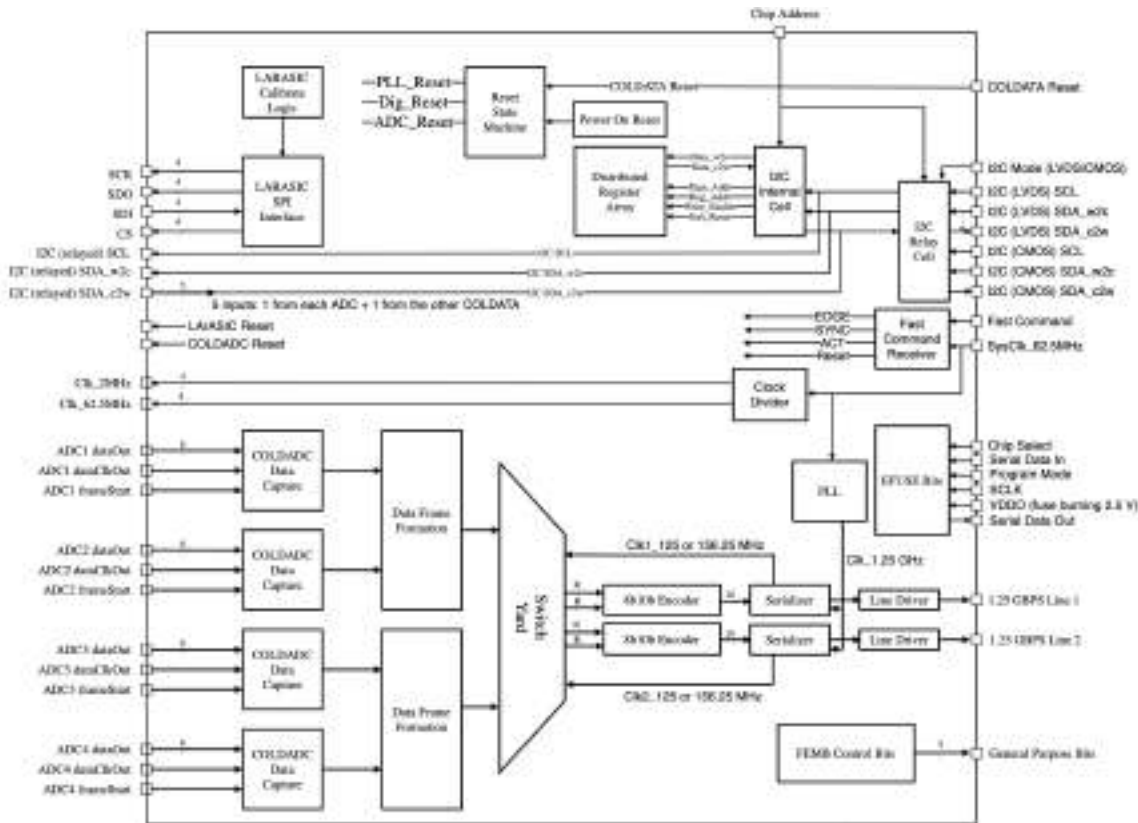 Chip Address
LARASIC
Calibrate
Logic
PLL_Reset
Dig_Reset
ADC_Reset
Reset
State
Machine
COLDATA Reset
COLDATA Reset
Power On Reset
SCK
SDO
SDI
CS
LARASIC
SPI
Interface
Distributed
Register
Array
I2C
Internal
Cell
I2C
Relay
Cell
I2C Mode (LVDS/CMOS)
I2C (LVDS) SCL
I2C (LVDS) SDA_w2c
I2C (LVDS) SDA_c2w
I2C (CMOS) SCL
I2C (CMOS) SDA_w2c
I2C (CMOS) SDA_c2w
I2C (relayed) SCL
I2C SCL
I2C (relayed) SDA_w2c
I2C SDA_w2c
I2C (relayed) SDA_c2w
I2C SDA_c2w
5 inputs: 1 from each ADC + 1 from the other COLDATA
LArASIC Reset
COLDADC Reset
EDGE
SYNC
ACT
Reset
Fast
Command
Receiver
Fast Command
SysClk_62.5MHz
Clk_2MHz
Clk_62.5MHz
Clock
Divider
PLL
EFUSE Bits
Chip Select
Serial Data In
Program Mode
SCLK
VDDQ (fuse burning 2.5 V)
Serial Data Out
ADC1 dataOut
ADC1 dataClkOut
ADC1 frameStart
COLDADC
Data
Capture
Data Frame
Formation
ADC2 dataOut
ADC2 dataClkOut
ADC2 frameStart
COLDADC
Data
Capture
Switch
Yard
Clk1_125 or 156.25 MHz
Clk_1.25 GHz
8b10b Encoder
Serializer
Line Driver
1.25 GBPS Line 1
8b10b Encoder
Serializer
Line Driver
1.25 GBPS Line 2
Clk2_125 or 156.25 MHz
ADC3 dataOut
ADC3 dataClkOut
ADC3 frameStart
COLDADC
Data
Capture
Data Frame
Formation
ADC4 dataOut
ADC4 dataClkOut
ADC4 frameStart
COLDADC
Data
Capture
FEMB Control Bits
General Purpose Bits